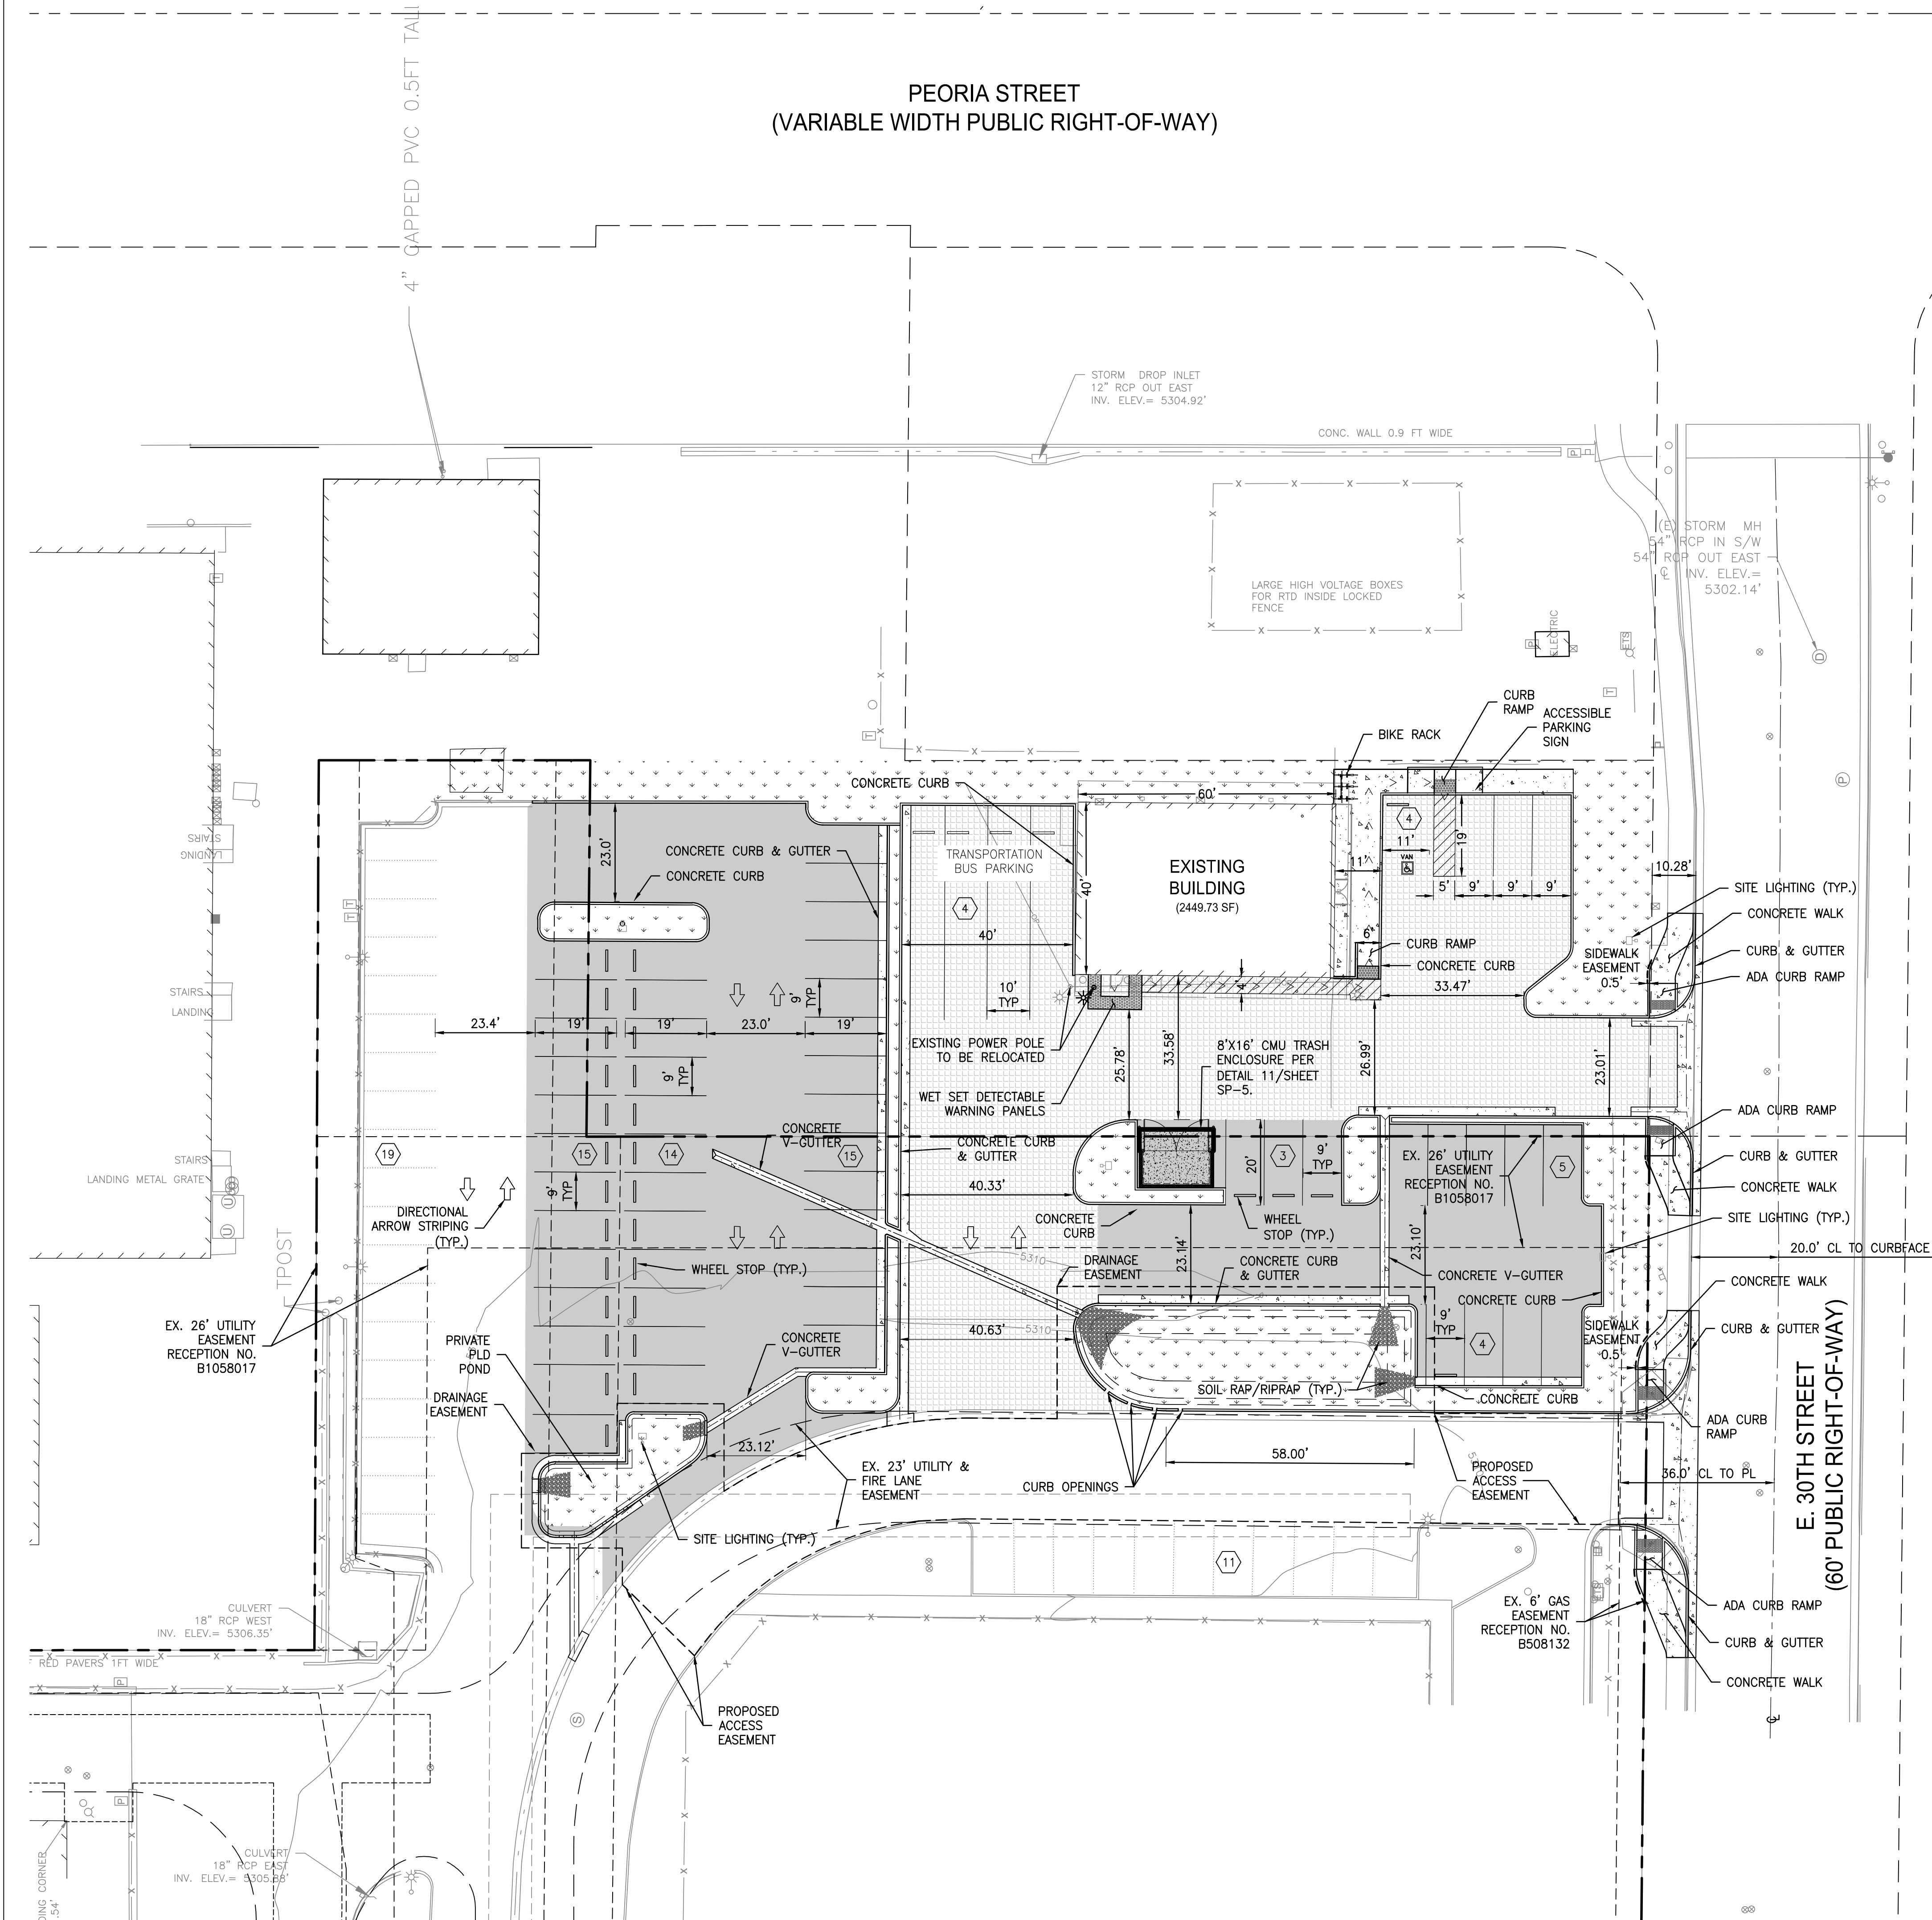 4" CAPPED PVC 0.5FT TALL
PEORIA STREET
(VARIABLE WIDTH PUBLIC RIGHT-OF-WAY)
STORM DROP INLET
12" RCP OUT EAST
INV. ELEV.= 5304.92'
CONC. WALL 0.9 FT WIDE
(E) STORM MH
54" RCP IN S/W
54" RCP OUT EAST
INV. ELEV.=
5302.14'
LARGE HIGH VOLTAGE BOXES
FOR RTD INSIDE LOCKED
FENCE
ELECTRIC
ETS
CURB
RAMP
ACCESSIBLE
PARKING
SIGN
BIKE RACK
CONCRETE CURB
60'
STAIRS
LANDING
23.0'
CONCRETE CURB & GUTTER
CONCRETE CURB
TRANSPORTATION
BUS PARKING
4
40'
40'
EXISTING
BUILDING
(2449.73 SF)
11'
4
11'
VAN
19'
5'
9'
9'
9'
10.28'
SITE LIGHTING (TYP.)
CONCRETE WALK
CURB & GUTTER
ADA CURB RAMP
SIDEWALK
EASEMENT
0.5'
6'
CURB RAMP
CONCRETE CURB
33.47'
4'
10'
TYP
9'
TYP
STAIRS
LANDING
23.4'
19'
19'
23.0'
19'
EXISTING POWER POLE
TO BE RELOCATED
WET SET DETECTABLE
WARNING PANELS
25.78'
33.58'
8'X16' CMU TRASH
ENCLOSURE PER
DETAIL 11/SHEET
SP-5.
26.99'
23.01'
9'
TYP
ADA CURB RAMP
CURB & GUTTER
CONCRETE WALK
SITE LIGHTING (TYP.)
20.0' CL TO CURBFACE
STAIRS
LANDING METAL GRATE
19
15
14
CONCRETE
V-GUTTER
15
CONCRETE CURB
& GUTTER
20'
3
9'
TYP
EX. 26' UTILITY
EASEMENT
RECEPTION NO.
B1058017
5
9'
TYP
40.33'
DIRECTIONAL
ARROW STRIPING
(TYP.)
CONCRETE
CURB
WHEEL
STOP (TYP.)
23.14'
23.10'
TPOST
WHEEL STOP (TYP.)
5310
DRAINAGE
EASEMENT
CONCRETE CURB
& GUTTER
CONCRETE V-GUTTER
CONCRETE CURB
CONCRETE WALK
EX. 26' UTILITY
EASEMENT
RECEPTION NO.
B1058017
PRIVATE
PLD
POND
CONCRETE
V-GUTTER
40.63'
5310
9'
TYP
4
SIDEWALK
EASEMENT
0.5'
CURB & GUTTER
E. 30TH STREET
(60' PUBLIC RIGHT-OF-WAY)
DRAINAGE
EASEMENT
SOIL RAP/RIPRAP (TYP.)
CONCRETE CURB
ADA CURB
RAMP
23.12'
58.00'
EX. 23' UTILITY &
FIRE LANE
EASEMENT
CURB OPENINGS
PROPOSED
ACCESS
EASEMENT
36.0' CL TO PL
SITE LIGHTING (TYP.)
11
EX. 6' GAS
EASEMENT
RECEPTION NO.
B508132
ADA CURB RAMP
CURB & GUTTER
CONCRETE WALK
CULVERT
18" RCP WEST
INV. ELEV.= 5306.35'
RED PAVERS 1FT WIDE
PROPOSED
ACCESS
EASEMENT
CULVERT
18" RCP EAST
INV. ELEV.= 5305.88'
CORNER
.54'